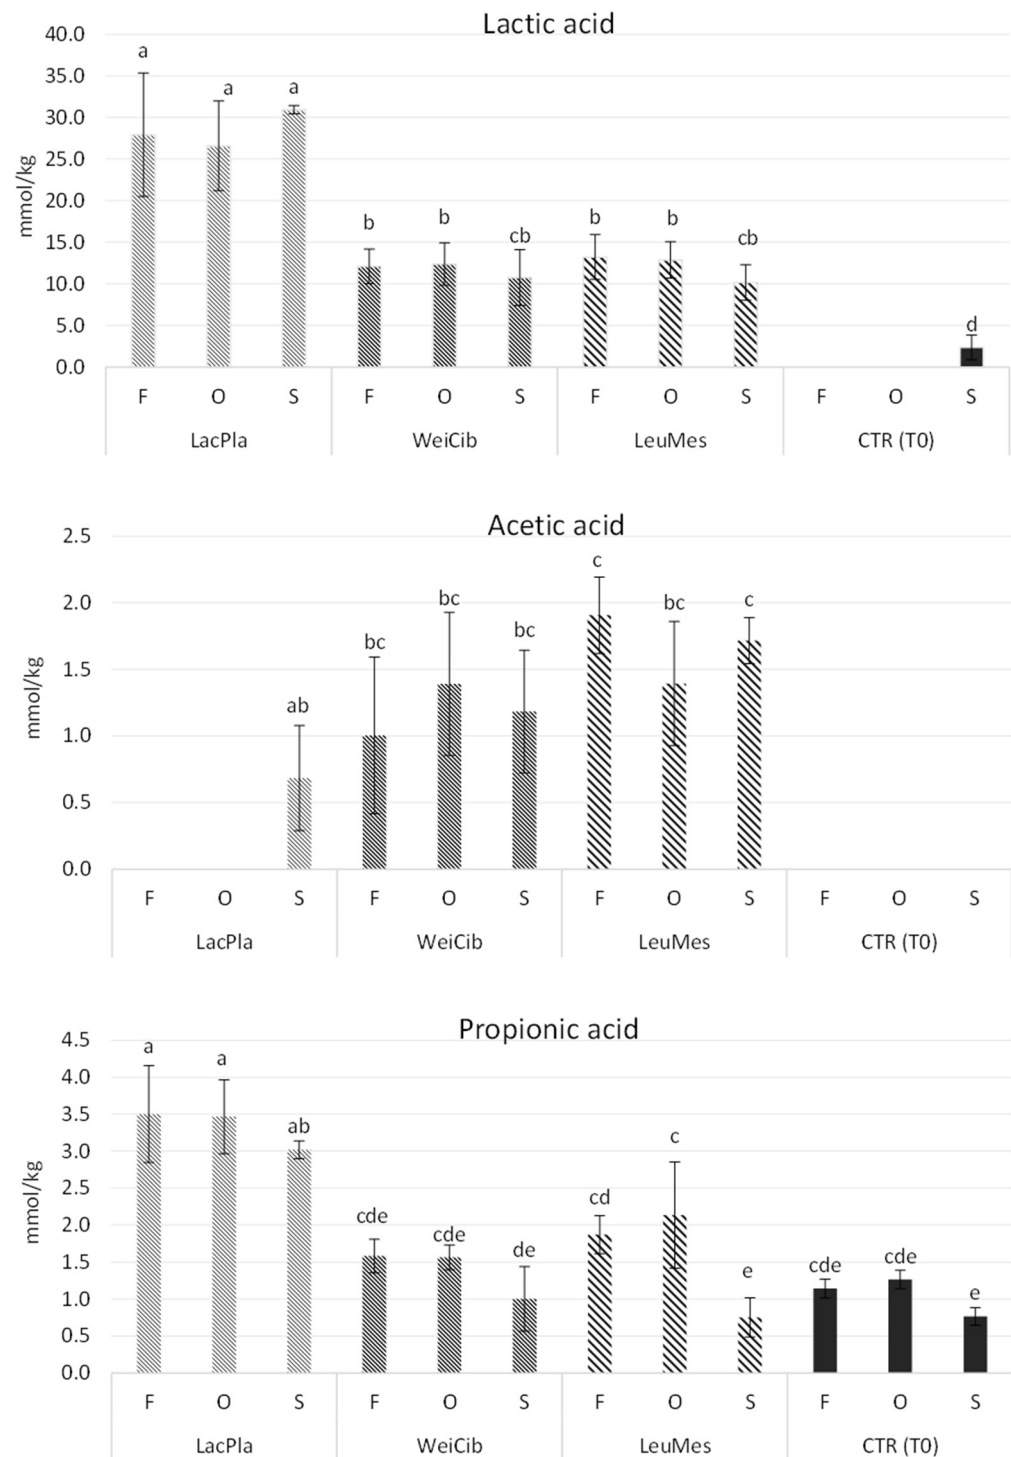 Lactic acid
40.0
35.0
30.0
25.0
20.0
15.0
10.0
5.0
0.0
mmol/kg
a a a b b cb b b cb d
F O S F O S F O S F O S
LacPla WeiCib LeuMes CTR (T0)
Acetic acid
2.5
2.0
1.5
1.0
0.5
0.0
mmol/kg
ab bc bc bc c bc c
F O S F O S F O S F O S
LacPla WeiCib LeuMes CTR (T0)
Propionic acid
4.5
4.0
3.5
3.0
2.5
2.0
1.5
1.0
0.5
0.0
mmol/kg
a a ab cde cde de cd c e cde cde e
F O S F O S F O S F O S
LacPla WeiCib LeuMes CTR (T0)